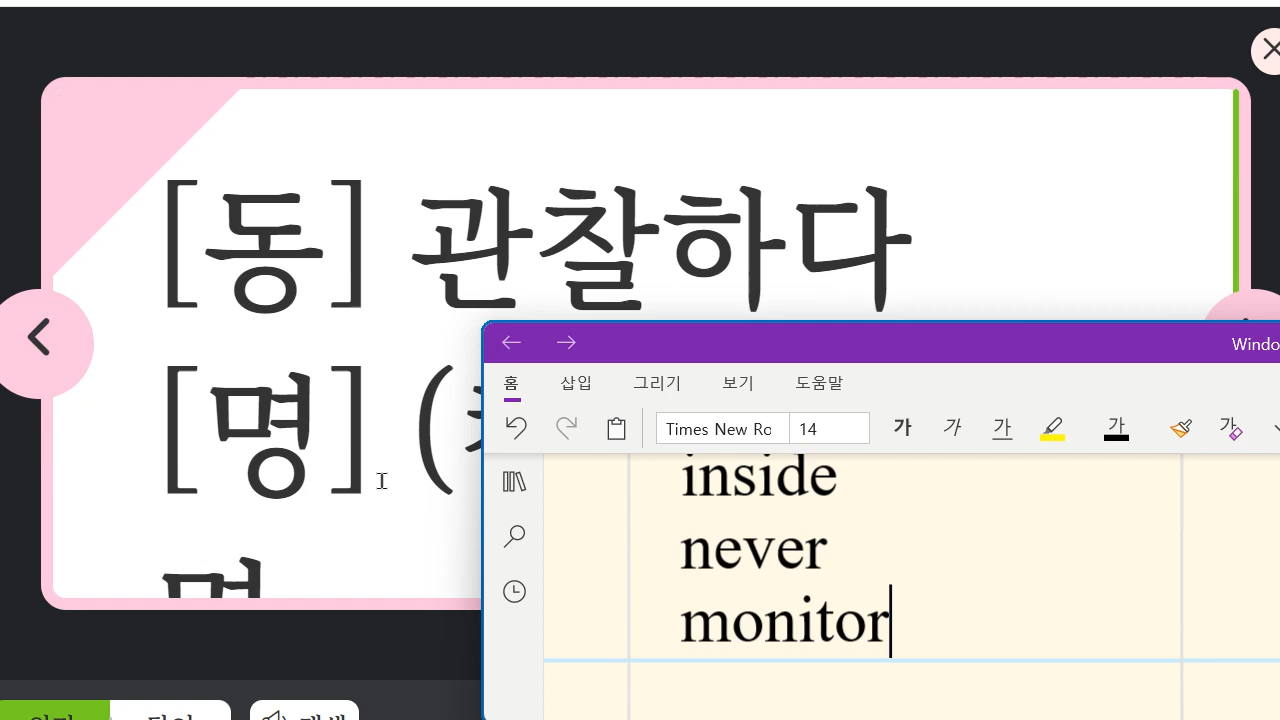 [동] 관찰하다
[명] (
Windo
홈 삽입 그리기 보기 도움말
Times New Ro 14 가 가 가 가 가
inside
never
monitor